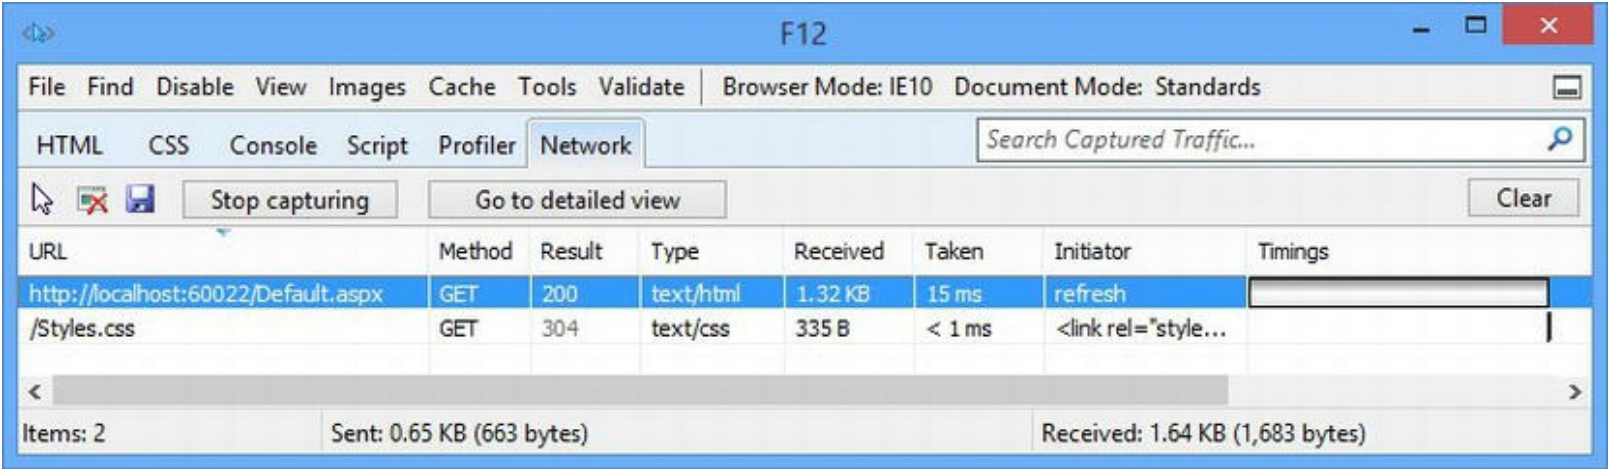 F12
File Find Disable View Images Cache Tools Validate Browser Mode: IE10 Document Mode: Standards
HTML CSS Console Script Profiler Network Search Captured Traffic...
Stop capturing Go to detailed view Clear
URL Method Result Type Received Taken Initiator Timings
http://localhost:60022/Default.aspx GET 200 text/html 1.32 KB 15 ms refresh
/Styles.css GET 304 text/css 335 B < 1 ms <link rel="style...
Items: 2 Sent: 0.65 KB (663 bytes) Received: 1.64 KB (1,683 bytes)